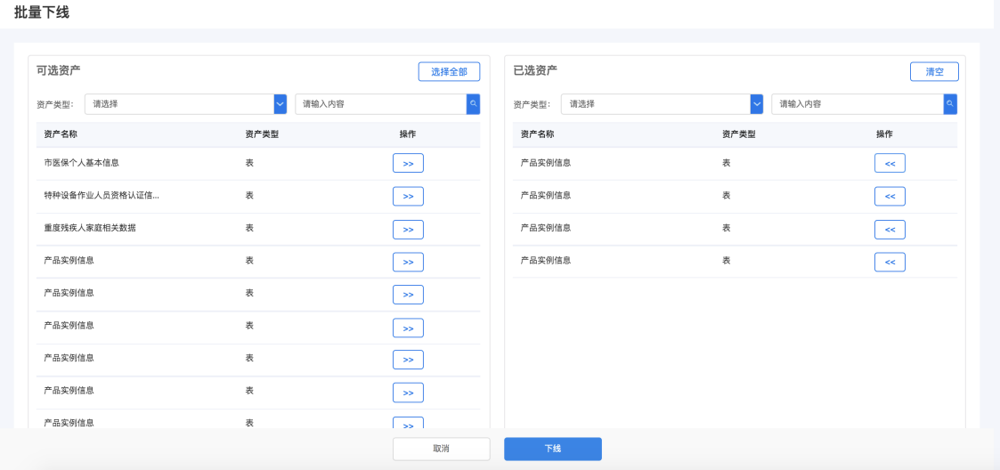 批量下线
可选资产
选择全部
资产类型: 请选择 请输入内容
资产名称 资产类型 操作
市医保个人基本信息 表 >>
特种设备作业人员资格认证信... 表 >>
重度残疾人家庭相关数据 表 >>
产品实例信息 表 >>
产品实例信息 表 >>
产品实例信息 表 >>
产品实例信息 表 >>
产品实例信息 表 >>
产品实例信息 表 >>
已选资产
清空
资产类型: 请选择 请输入内容
资产名称 资产类型 操作
产品实例信息 表 <<
产品实例信息 表 <<
产品实例信息 表 <<
产品实例信息 表 <<
取消 下线